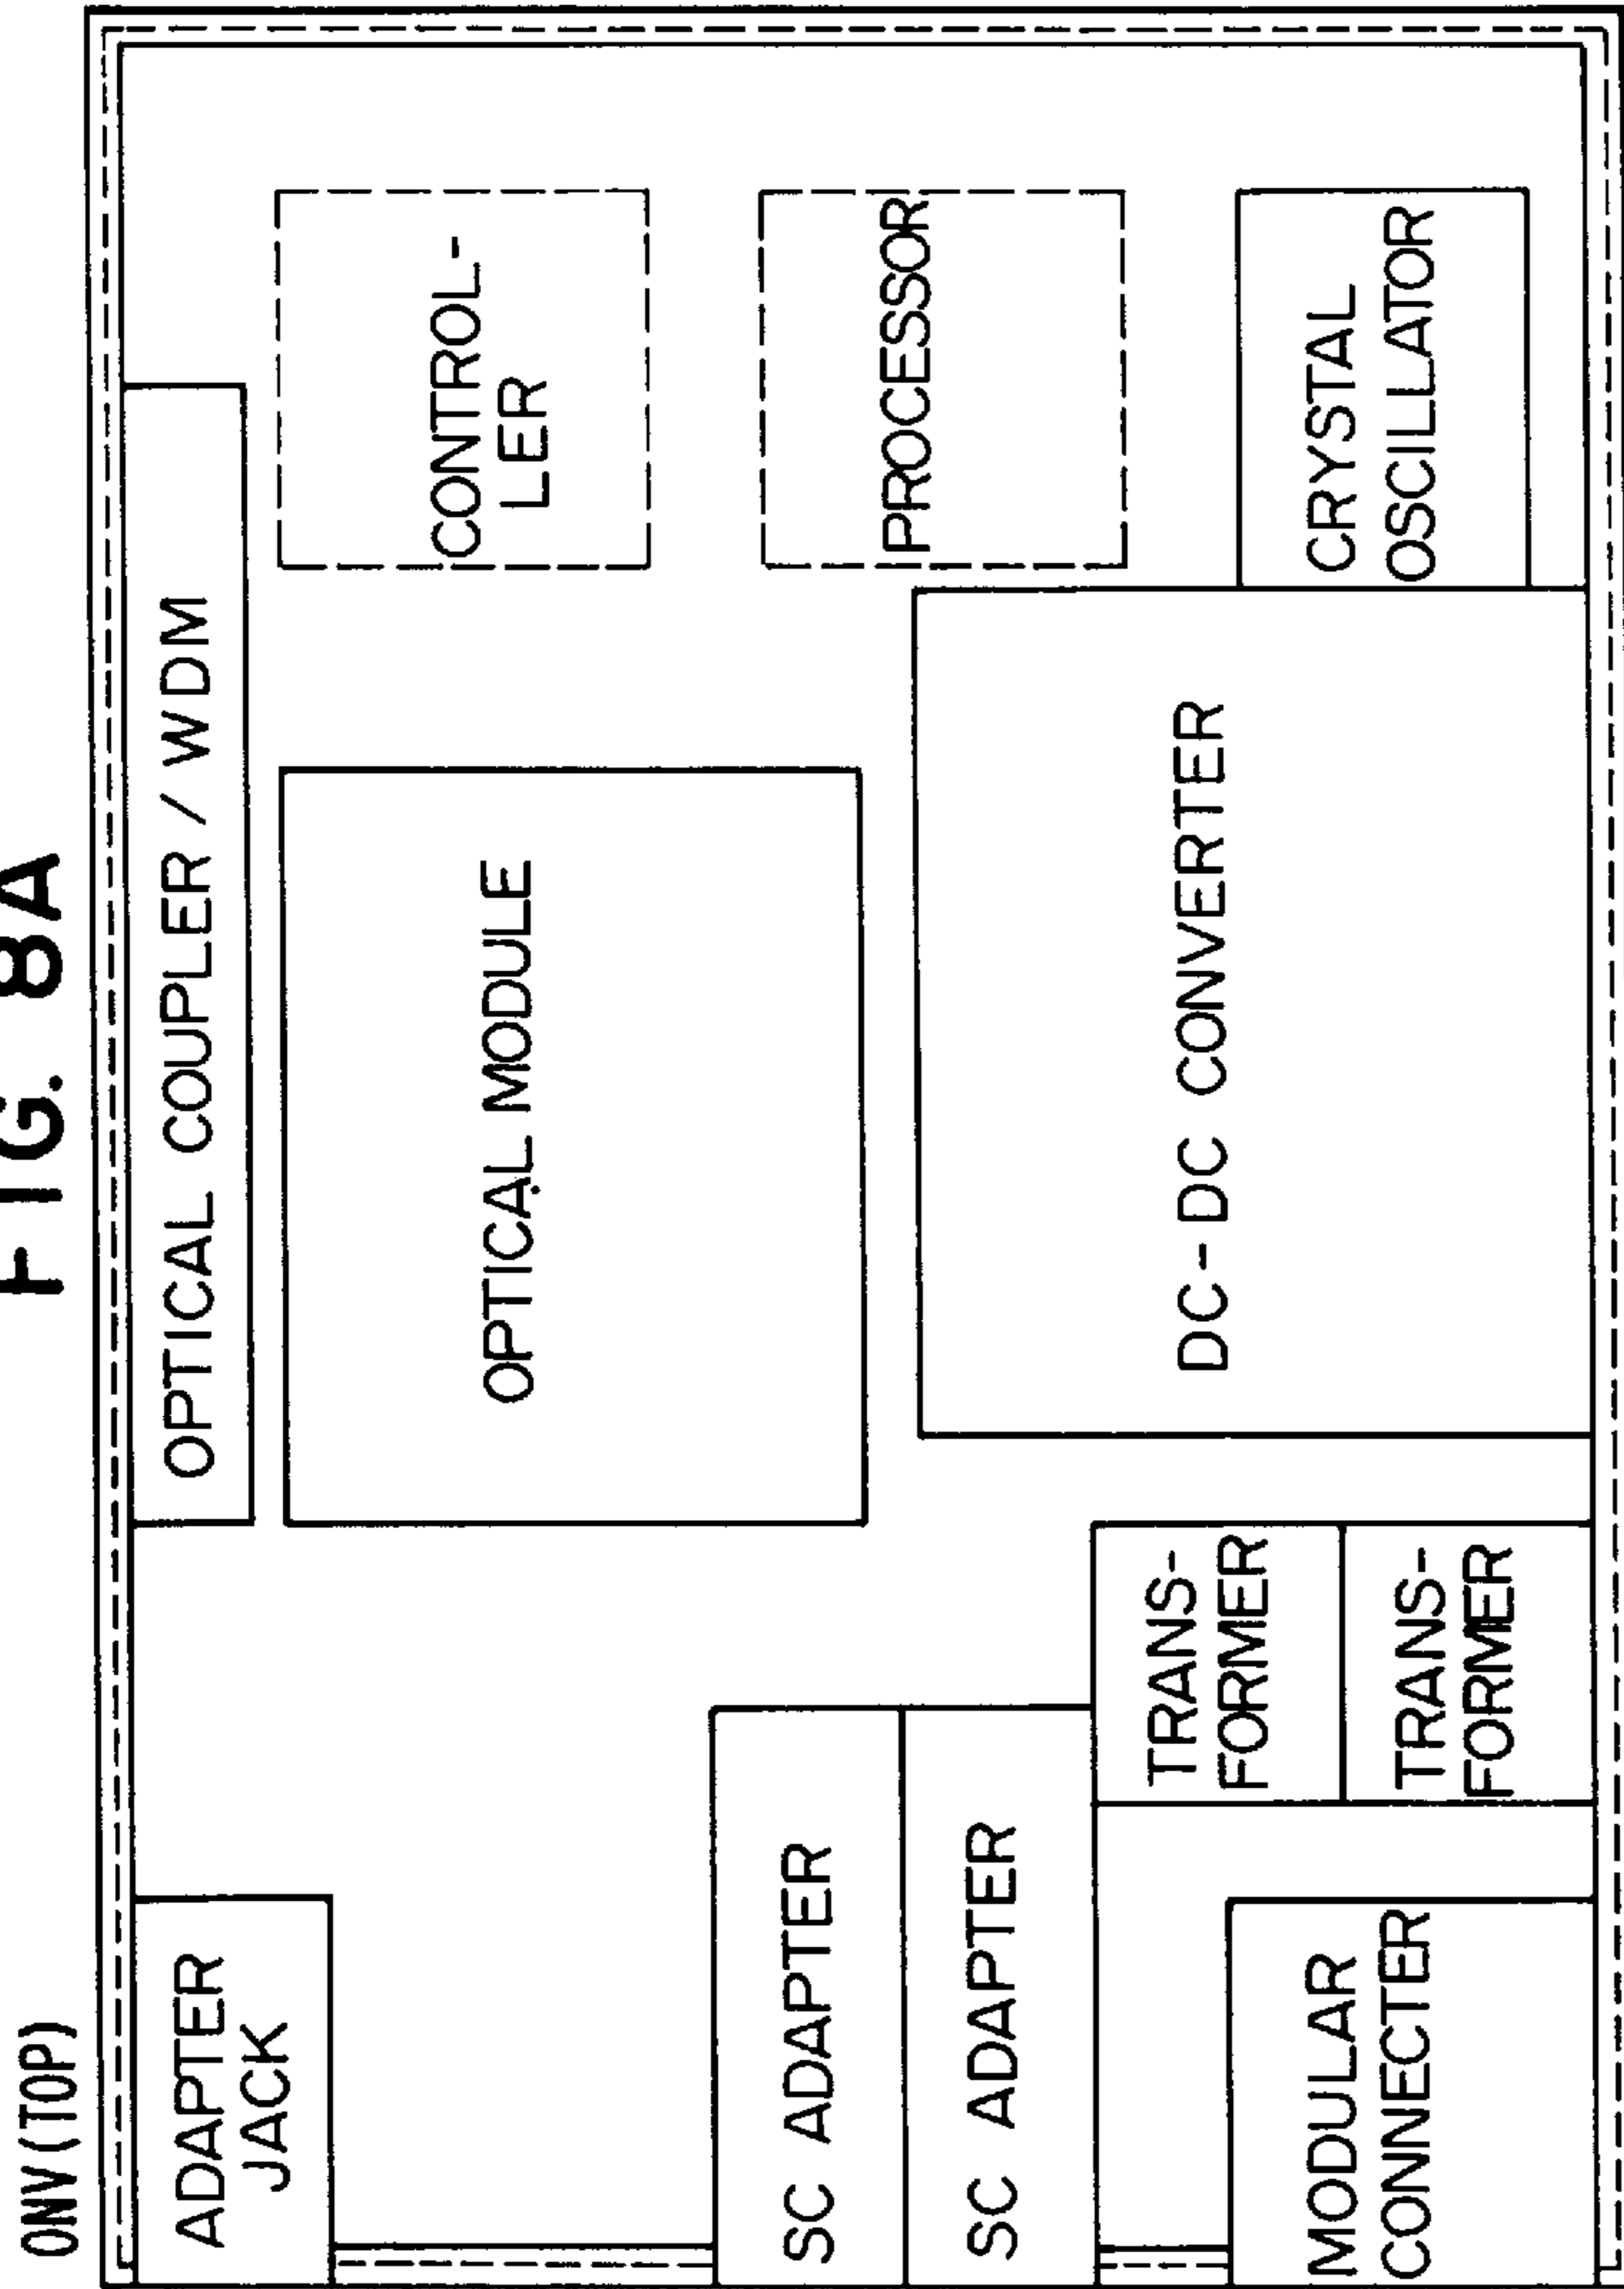 FIG. 8A
ONV (TOP)
ADAPTER
JACK
OPTICAL COUPLER / WDM
OPTICAL MODULE
CONTROL-
LER
SC ADAPTER
SC ADAPTER
PROCESSOR
TRANS-
FORMER
TRANS-
FORMER
DC-DC CONVERTER
MODULAR
CONNECTER
CRYSTAL
OSCILLATOR